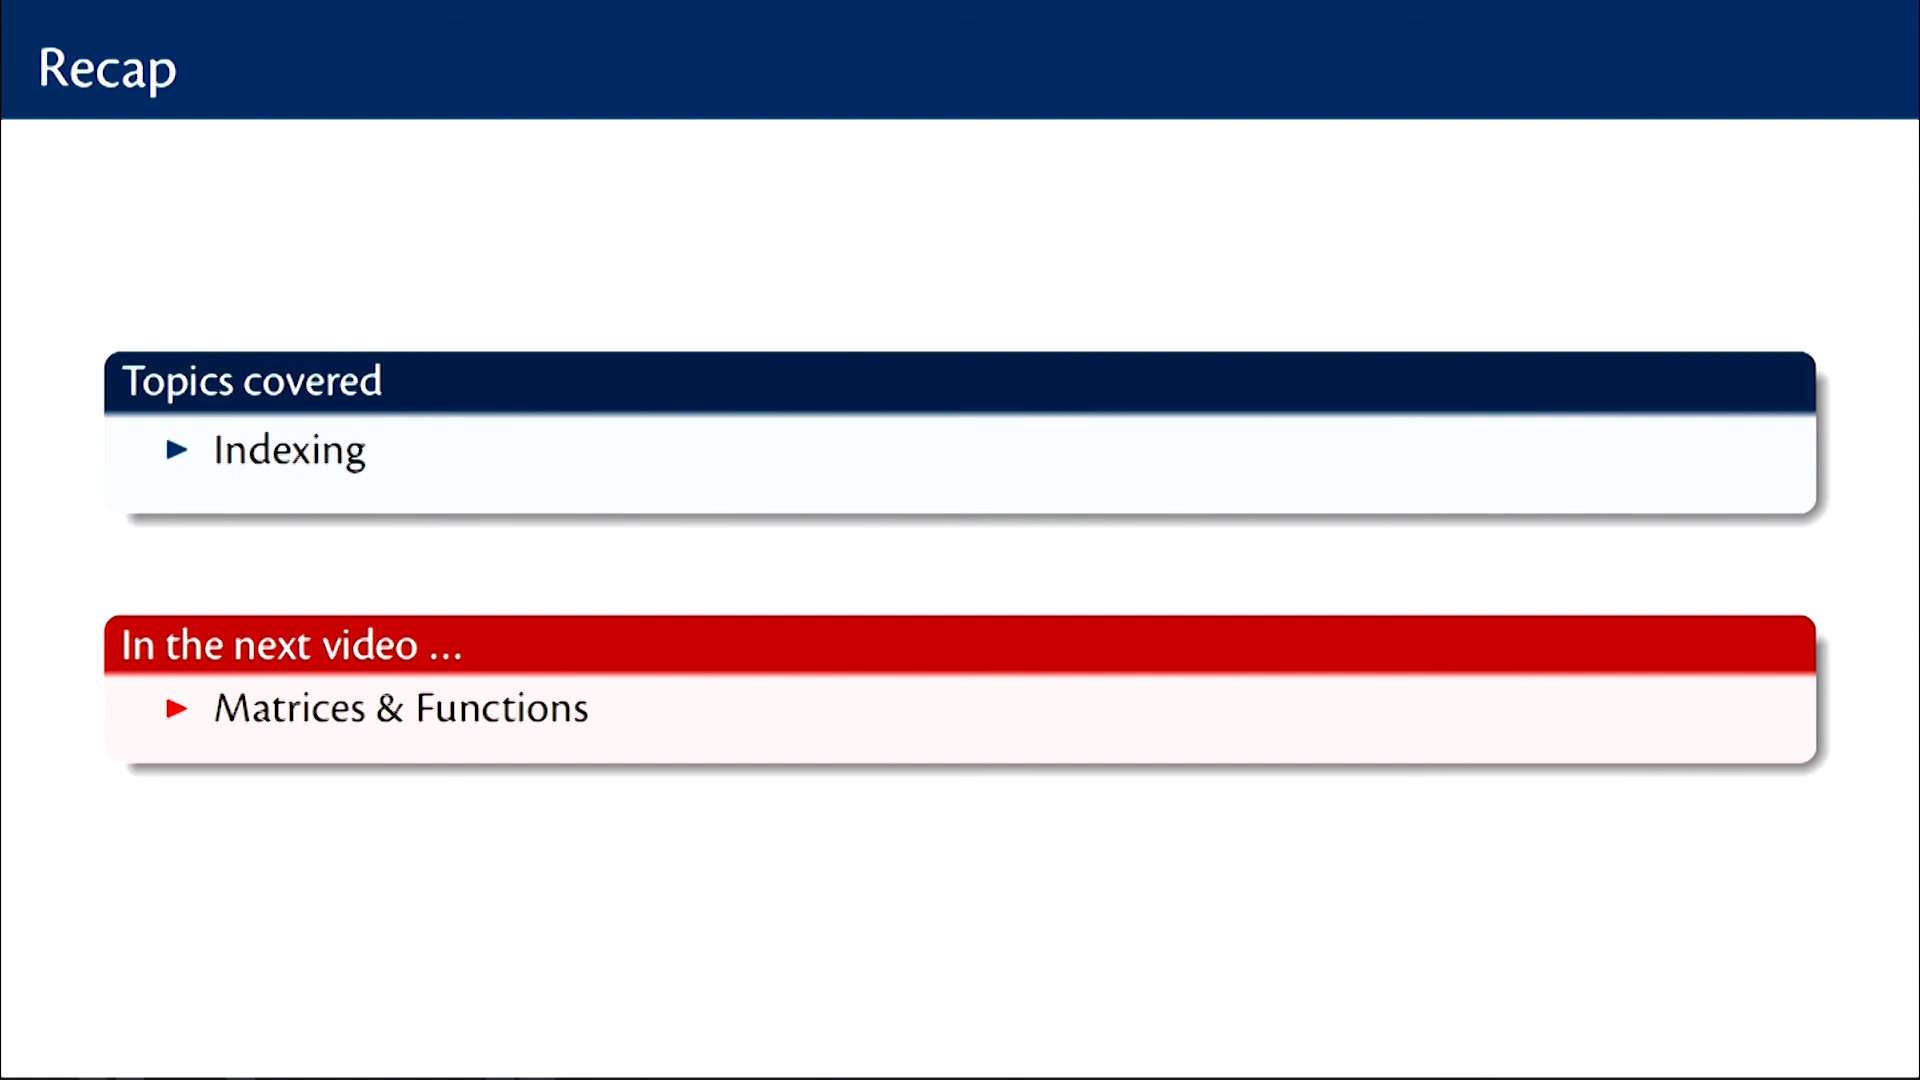 Recap
Topics covered
► Indexing
In the next video ...
► Matrices & Functions